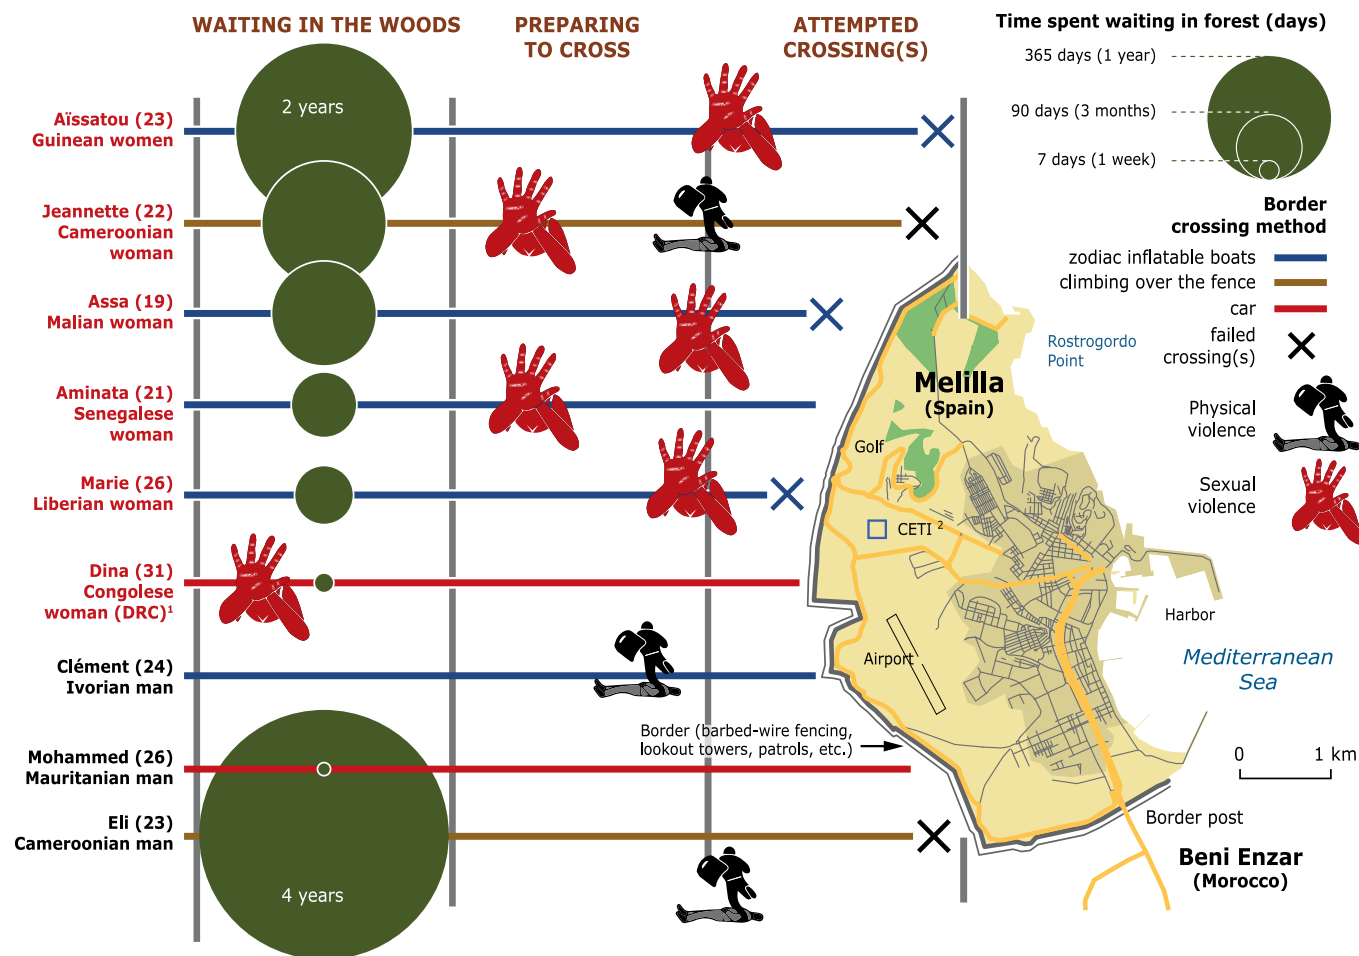 WAITING IN THE WOODS
PREPARING
TO CROSS
ATTEMPTED
CROSSING(S)
Time spent waiting in forest (days)
365 days (1 year)
90 days (3 months)
7 days (1 week)
2 years
Aïssatou (23)
Guinean women
Jeannette (22)
Cameroonian
woman
Assa (19)
Malian woman
Aminata (21)
Senegalese
woman
Marie (26)
Liberian woman
Dina (31)
Congolese
woman (DRC)¹
Clément (24)
Ivorian man
Mohammed (26)
Mauritanian man
Eli (23)
Cameroonian man
4 years
Border
crossing method
zodiac inflatable boats
climbing over the fence
car
failed
crossing(s)
Physical
violence
Sexual
violence
Rostrogordo
Point
Melilla
(Spain)
Golf
CETI ²
Harbor
Airport
Mediterranean
Sea
Border (barbed-wire fencing,
lookout towers, patrols, etc.)
0 1 km
Border post
Beni Enzar
(Morocco)